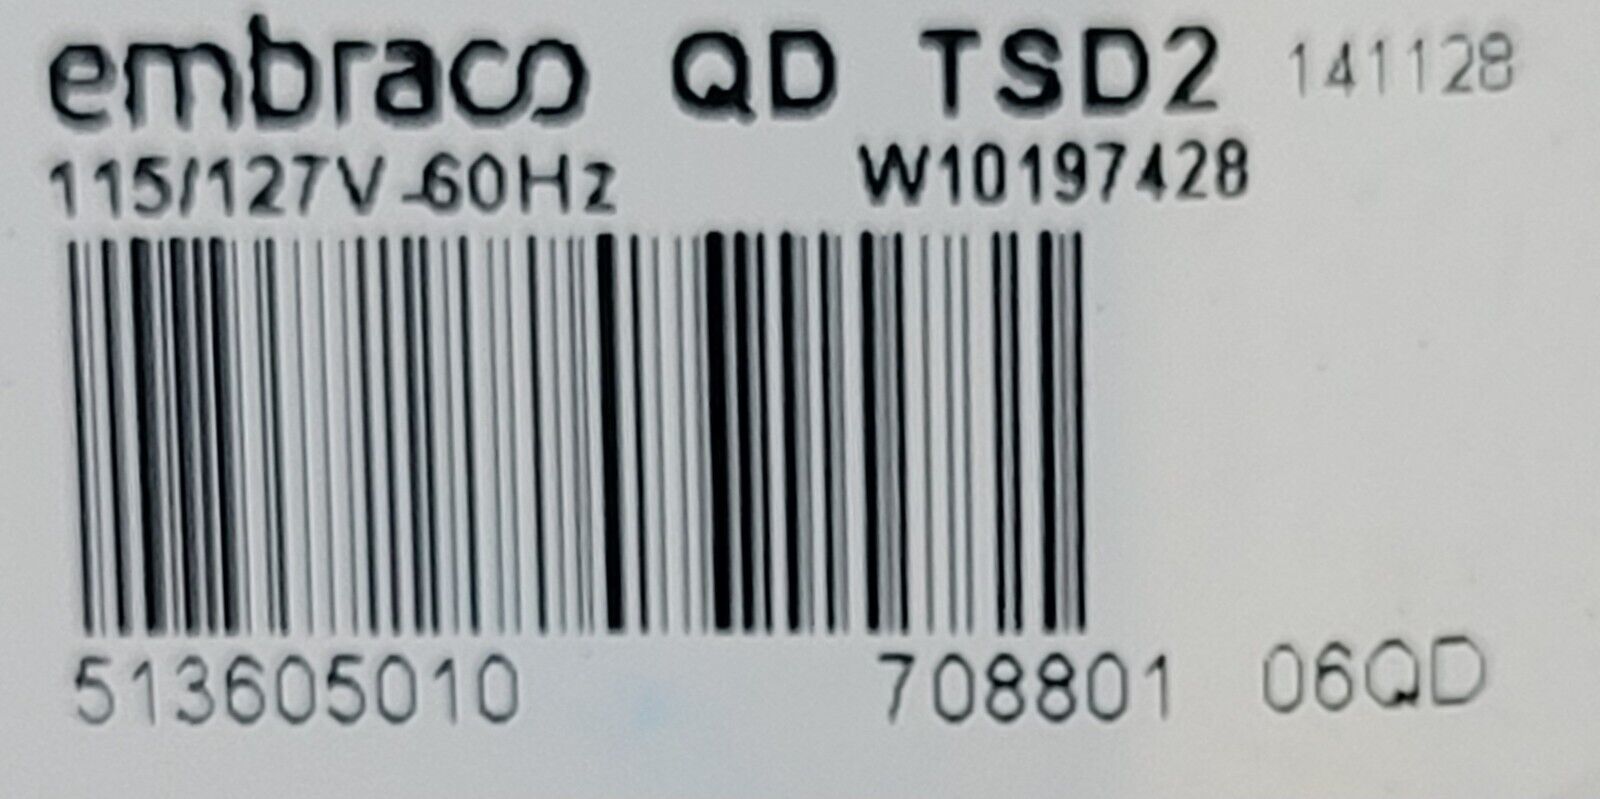 embraco QD TSD2 141128
115/127V-60Hz W10197428
513605010 708801 06QD